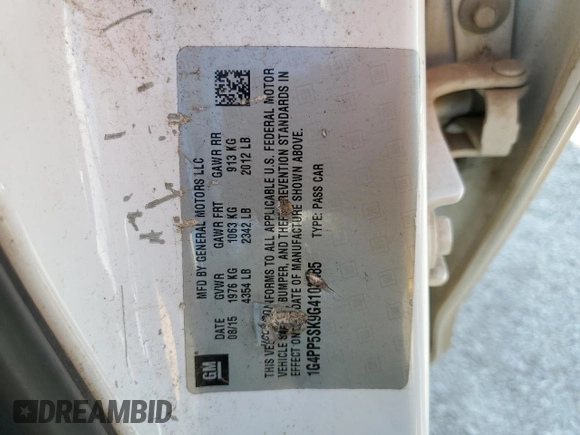 MFD BY GENERAL MOTORS LLC
DATE GVWR GAWR FRT GAWR RR
08/15 1976 KG 1063 KG 913 KG
4354 LB 2342 LB 2012 LB
THIS CONFORMS TO ALL APPLICABLE U.S. FEDERAL MOTOR
VEHICLE BUMPER, AND THEFT PREVENTION STANDARDS IN
EFFECT ON DATE OF MANUFACTURE SHOWN ABOVE.
TYPE: PASS CAR
GM
DREAMBID